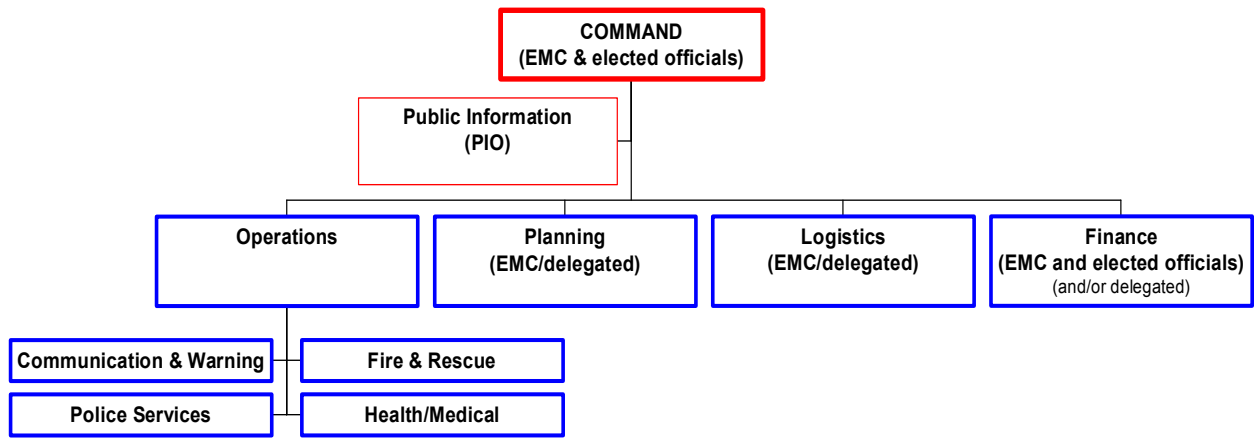 COMMAND
(EMC & elected officials)
Public Information
(PIO)
Operations
Planning
(EMC/delegated)
Logistics
(EMC/delegated)
Finance
(EMC and elected officials)
(and/or delegated)
Communication & Warning
Fire & Rescue
Police Services
Health/Medical